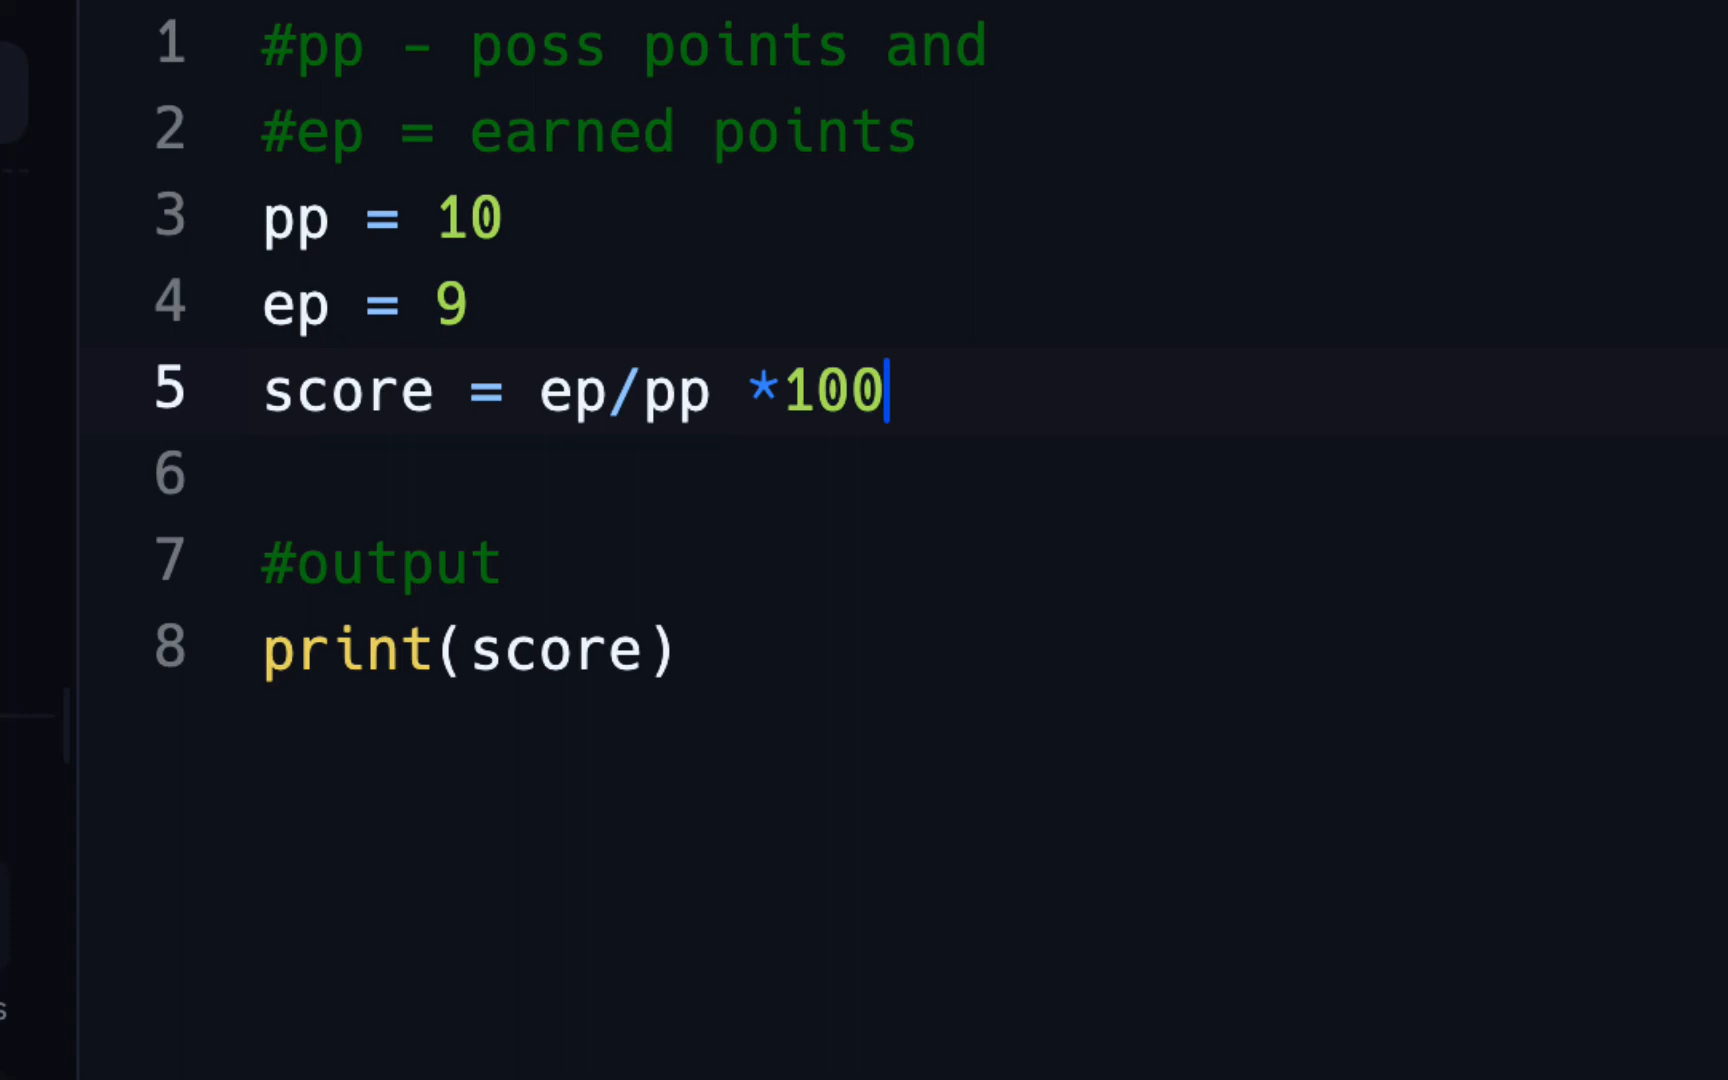 1 #pp - poss points and
2 #ep = earned points
3 pp = 10
4 ep = 9
5 score = ep/pp *100
6
7 #output
8 print(score)
s